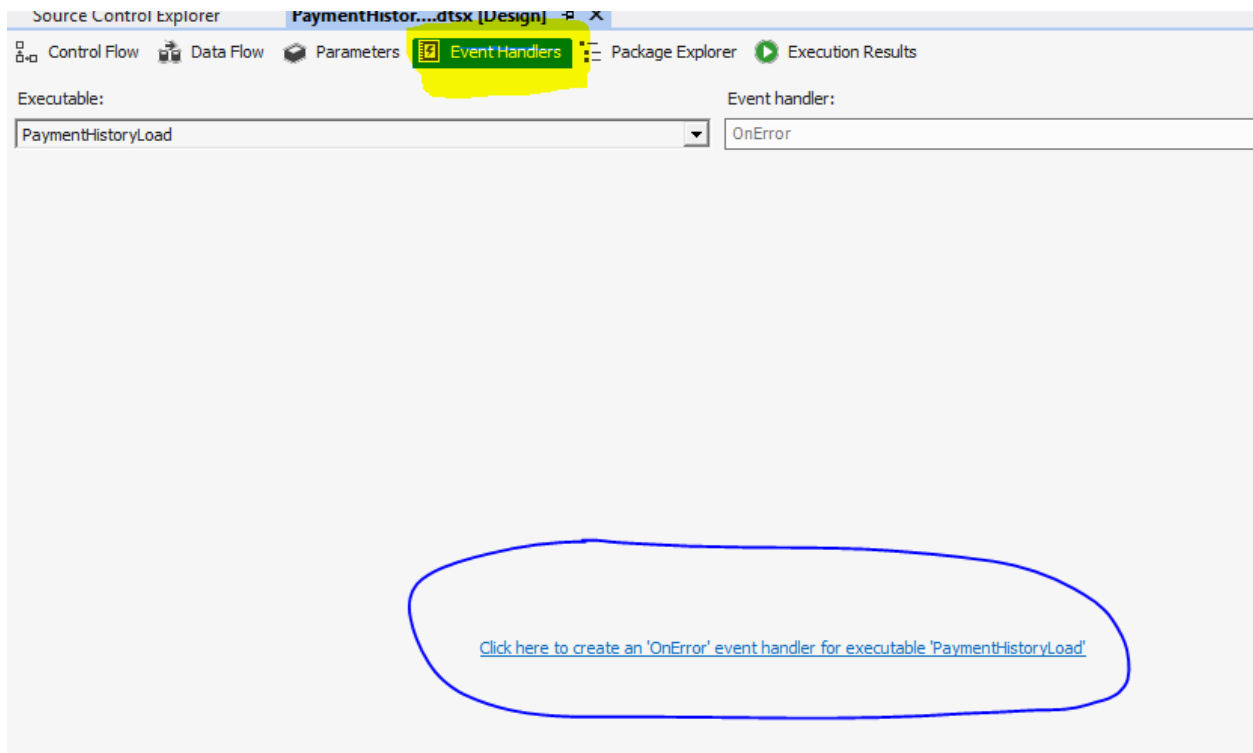 Source Control Explorer PaymentHistor....dtsx [Design]
Control Flow Data Flow Parameters Event Handlers Package Explorer Execution Results
Executable: Event handler:
PaymentHistoryLoad OnError
Click here to create an 'OnError' event handler for executable 'PaymentHistoryLoad'